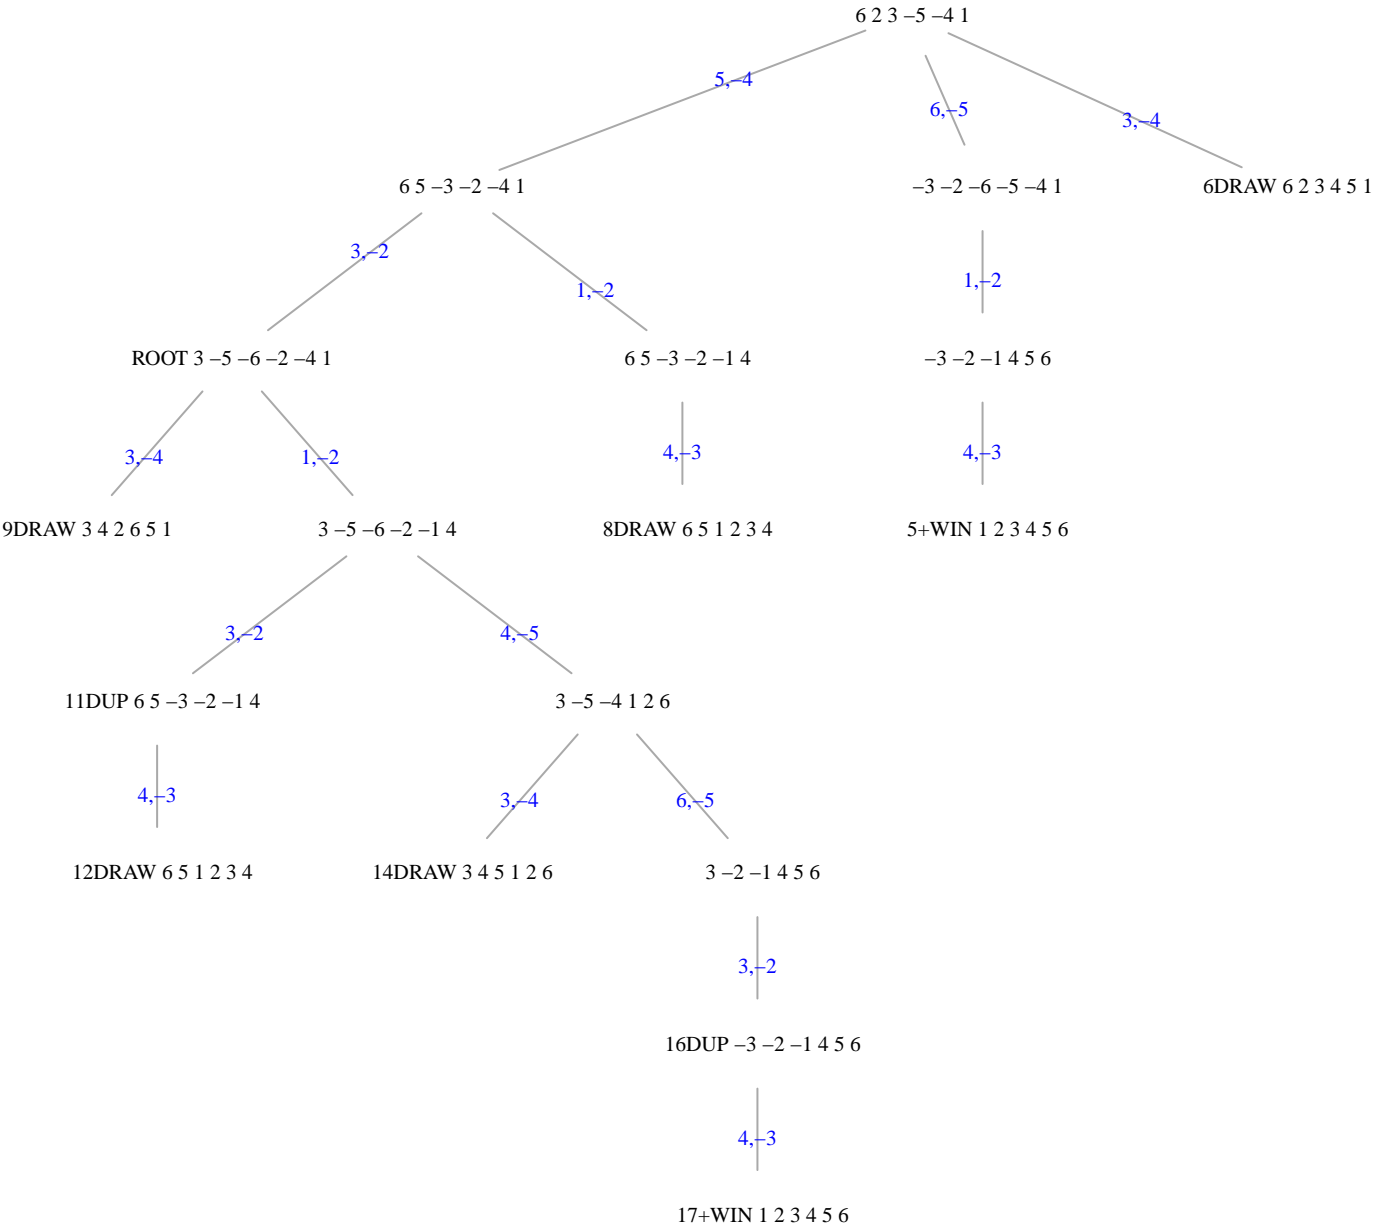 6 2 3 –5 –4 1
5,–4
6,–5
3,–4
6 5 –3 –2 –4 1
–3 –2 –6 –5 –4 1
6DRAW 6 2 3 4 5 1
3,–2
1,–2
1,–2
ROOT 3 –5 –6 –2 –4 1
6 5 –3 –2 –1 4
–3 –2 –1 4 5 6
3,–4
1,–2
4,–3
4,–3
9DRAW 3 4 2 6 5 1
3 –5 –6 –2 –1 4
8DRAW 6 5 1 2 3 4
5+WIN 1 2 3 4 5 6
3,–2
4,–5
11DUP 6 5 –3 –2 –1 4
3 –5 –4 1 2 6
4,–3
3,–4
6,–5
12DRAW 6 5 1 2 3 4
14DRAW 3 4 5 1 2 6
3 –2 –1 4 5 6
3,–2
16DUP –3 –2 –1 4 5 6
4,–3
17+WIN 1 2 3 4 5 6